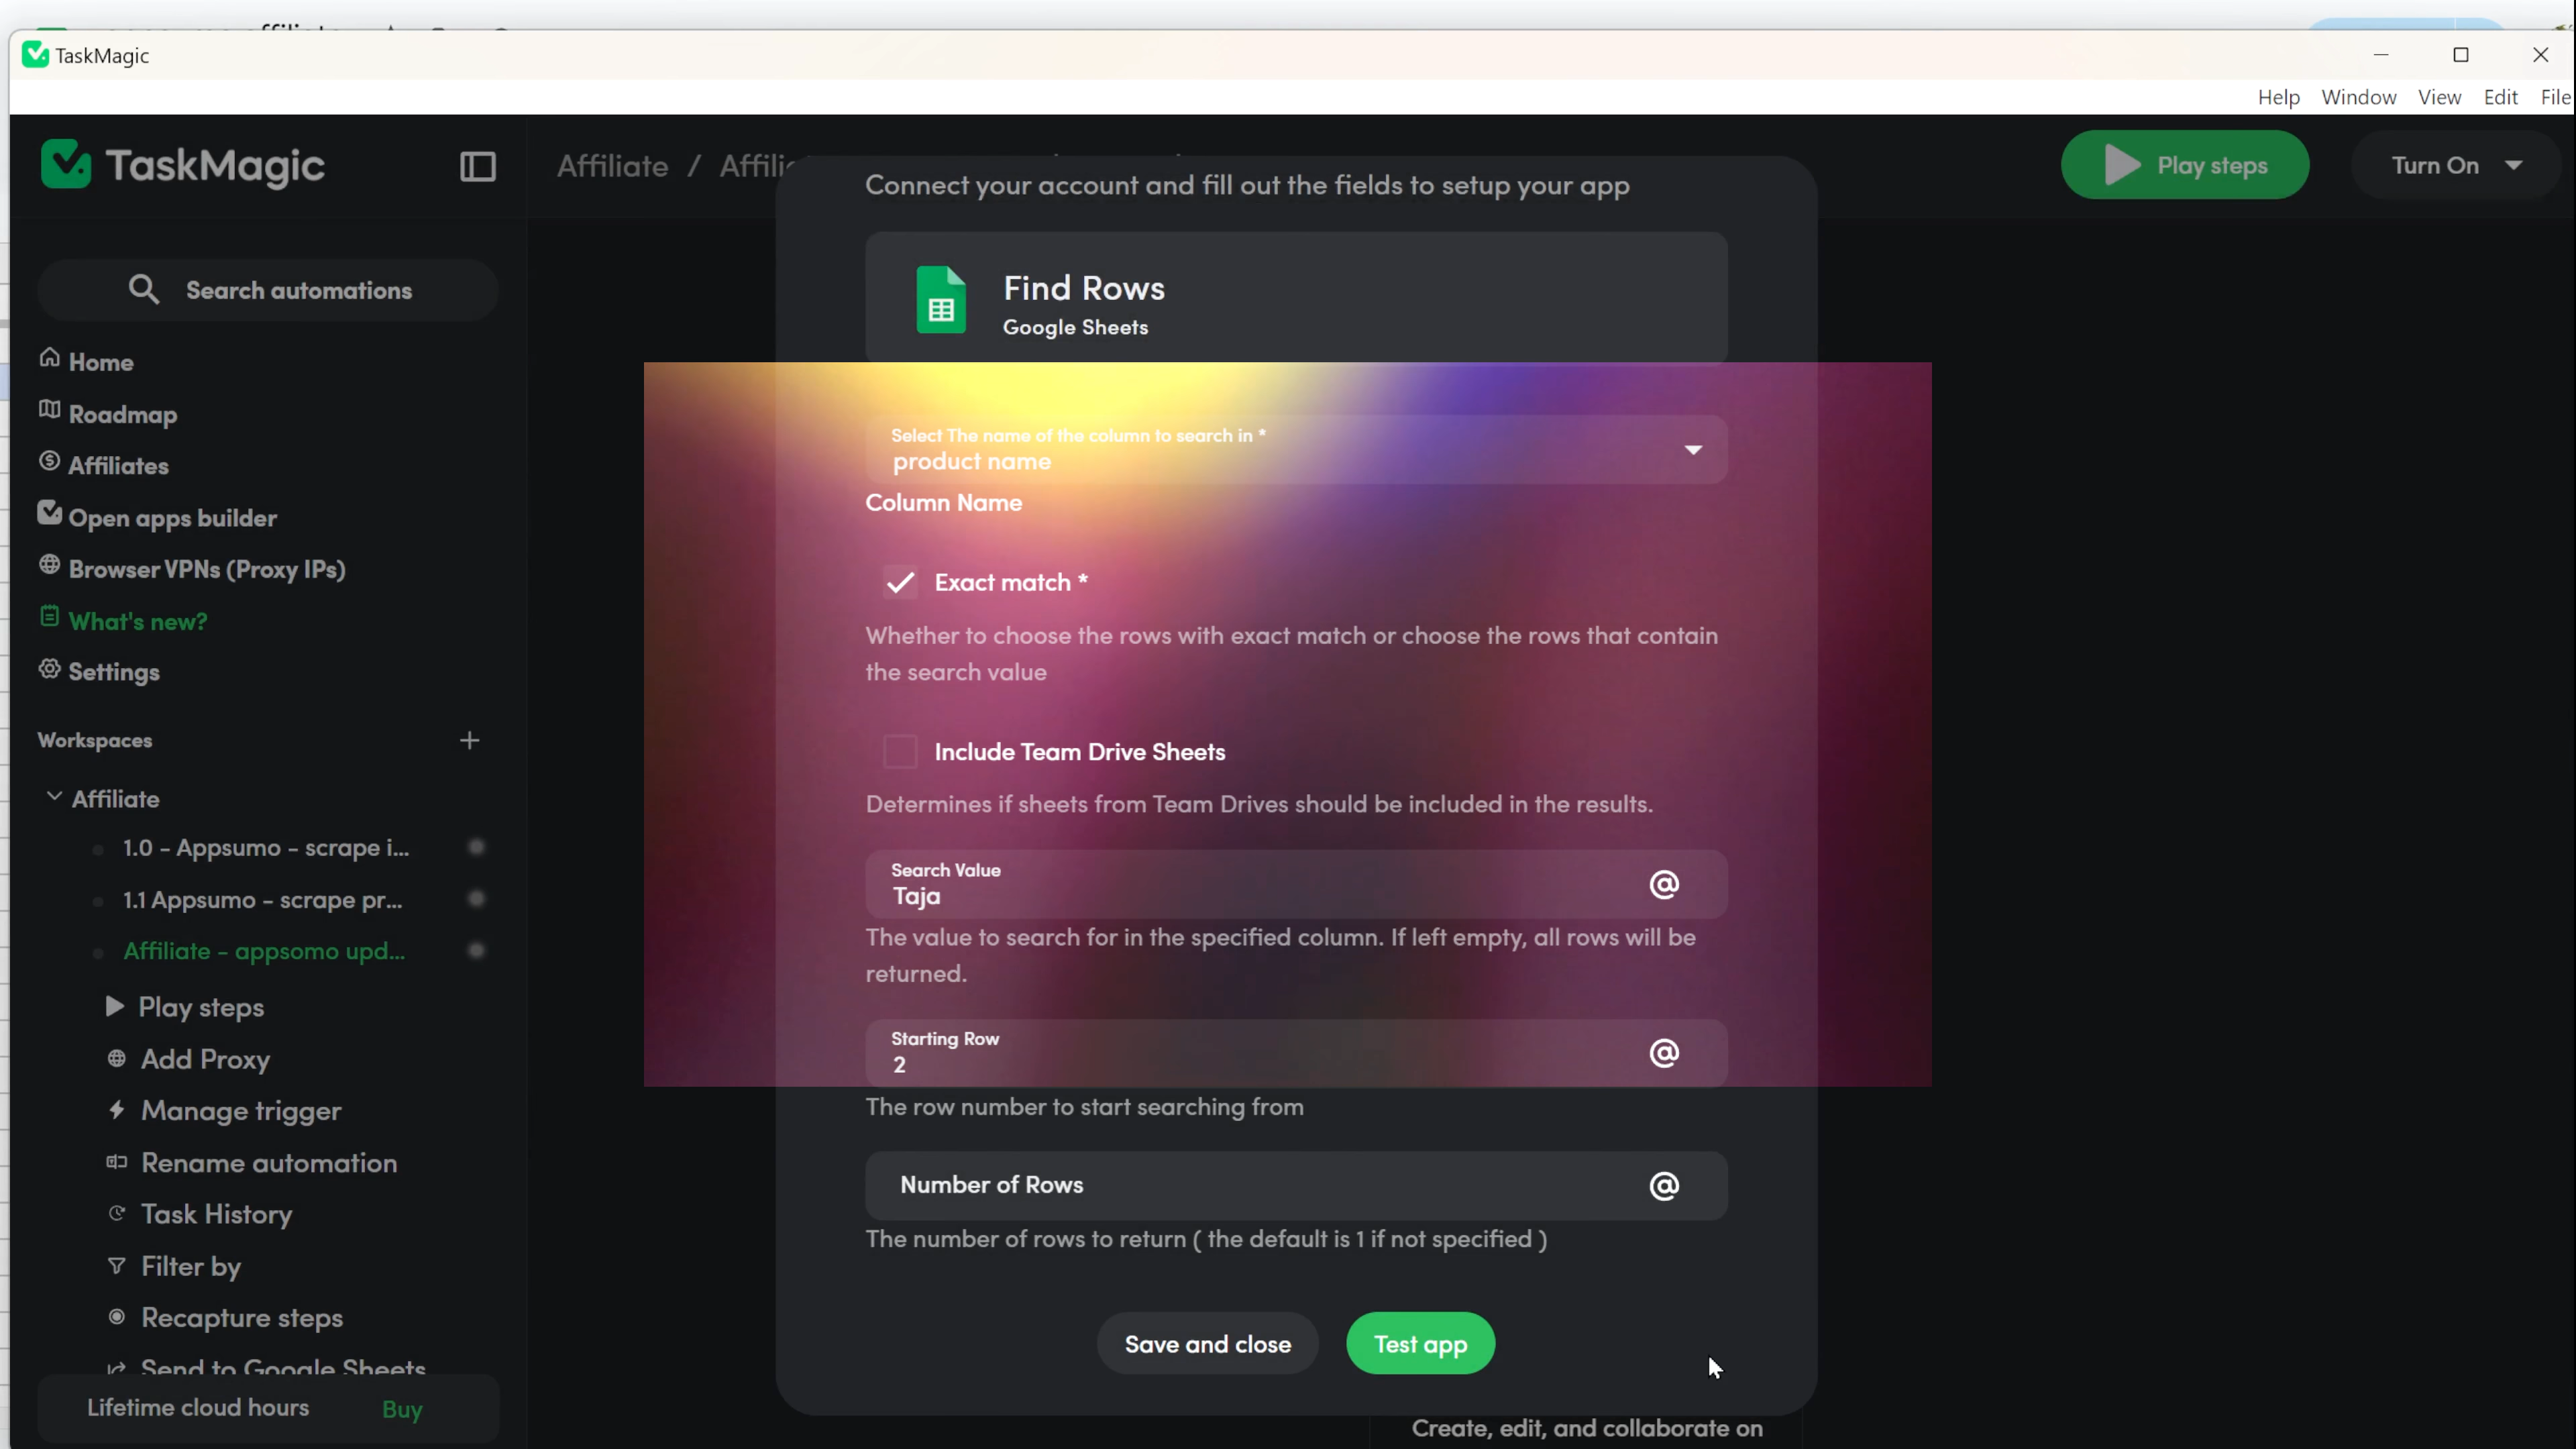 TaskMagic
Help Window View Edit File
TaskMagic
Affiliate /
Play steps
Turn On
Connect your account and fill out the fields to setup your app
Find Rows
Google Sheets
Search automations
Home
Roadmap
Affiliates
Open apps builder
Browser VPNs (Proxy IPs)
What's new?
Settings
Workspaces
Affiliate
1.0 - Appsumo - scrape i...
1.1 Appsumo - scrape pr...
Affiliate - appsomo upd...
Play steps
Add Proxy
Manage trigger
Rename automation
Task History
Filter by
Recapture steps
Send to Google Sheets
Lifetime cloud hours Buy
Select The name of the column to search in *
product name
Column Name
Exact match *
Whether to choose the rows with exact match or choose the rows that contain
the search value
Include Team Drive Sheets
Determines if sheets from Team Drives should be included in the results.
Search Value
Taja
@
The value to search for in the specified column. If left empty, all rows will be
returned.
Starting Row
2
@
The row number to start searching from
Number of Rows
@
The number of rows to return ( the default is 1 if not specified )
Save and close
Test app
Create, edit, and collaborate on